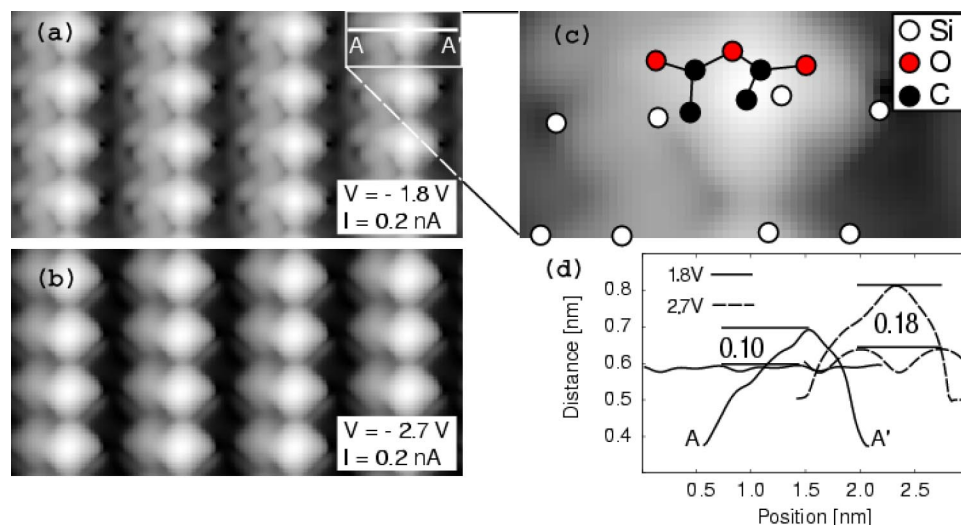 (a)
A A'
V = - 1.8 V
I = 0.2 nA
(b)
V = - 2.7 V
I = 0.2 nA
(c)
Si
O
C
(d)
1.8V
2.7V
0.8
0.7
0.6
0.5
0.4
0.10
0.18
A A'
Distance [nm]
0.5 1.0 1.5 2.0 2.5
Position [nm]